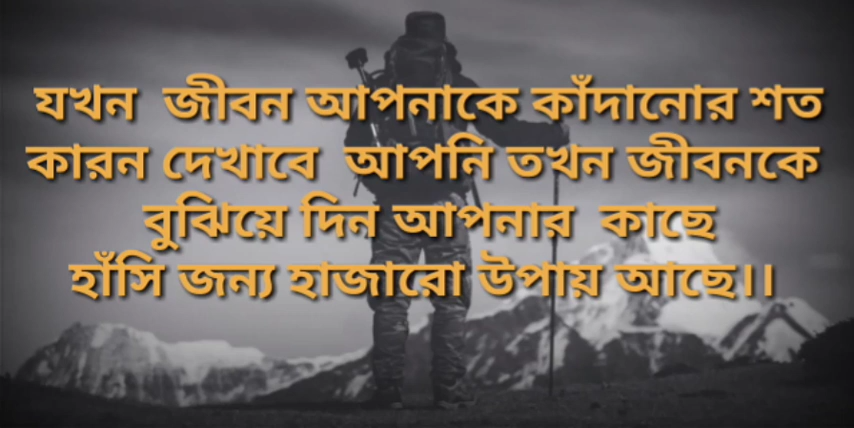 যখন জীবন আপনাকে কাঁদানোর শত
কারন দেখাবে আপনি তখন জীবনকে
বুঝিয়ে দিন আপনার কাছে
হাঁসি জন্য হাজারো উপায় আছে।।